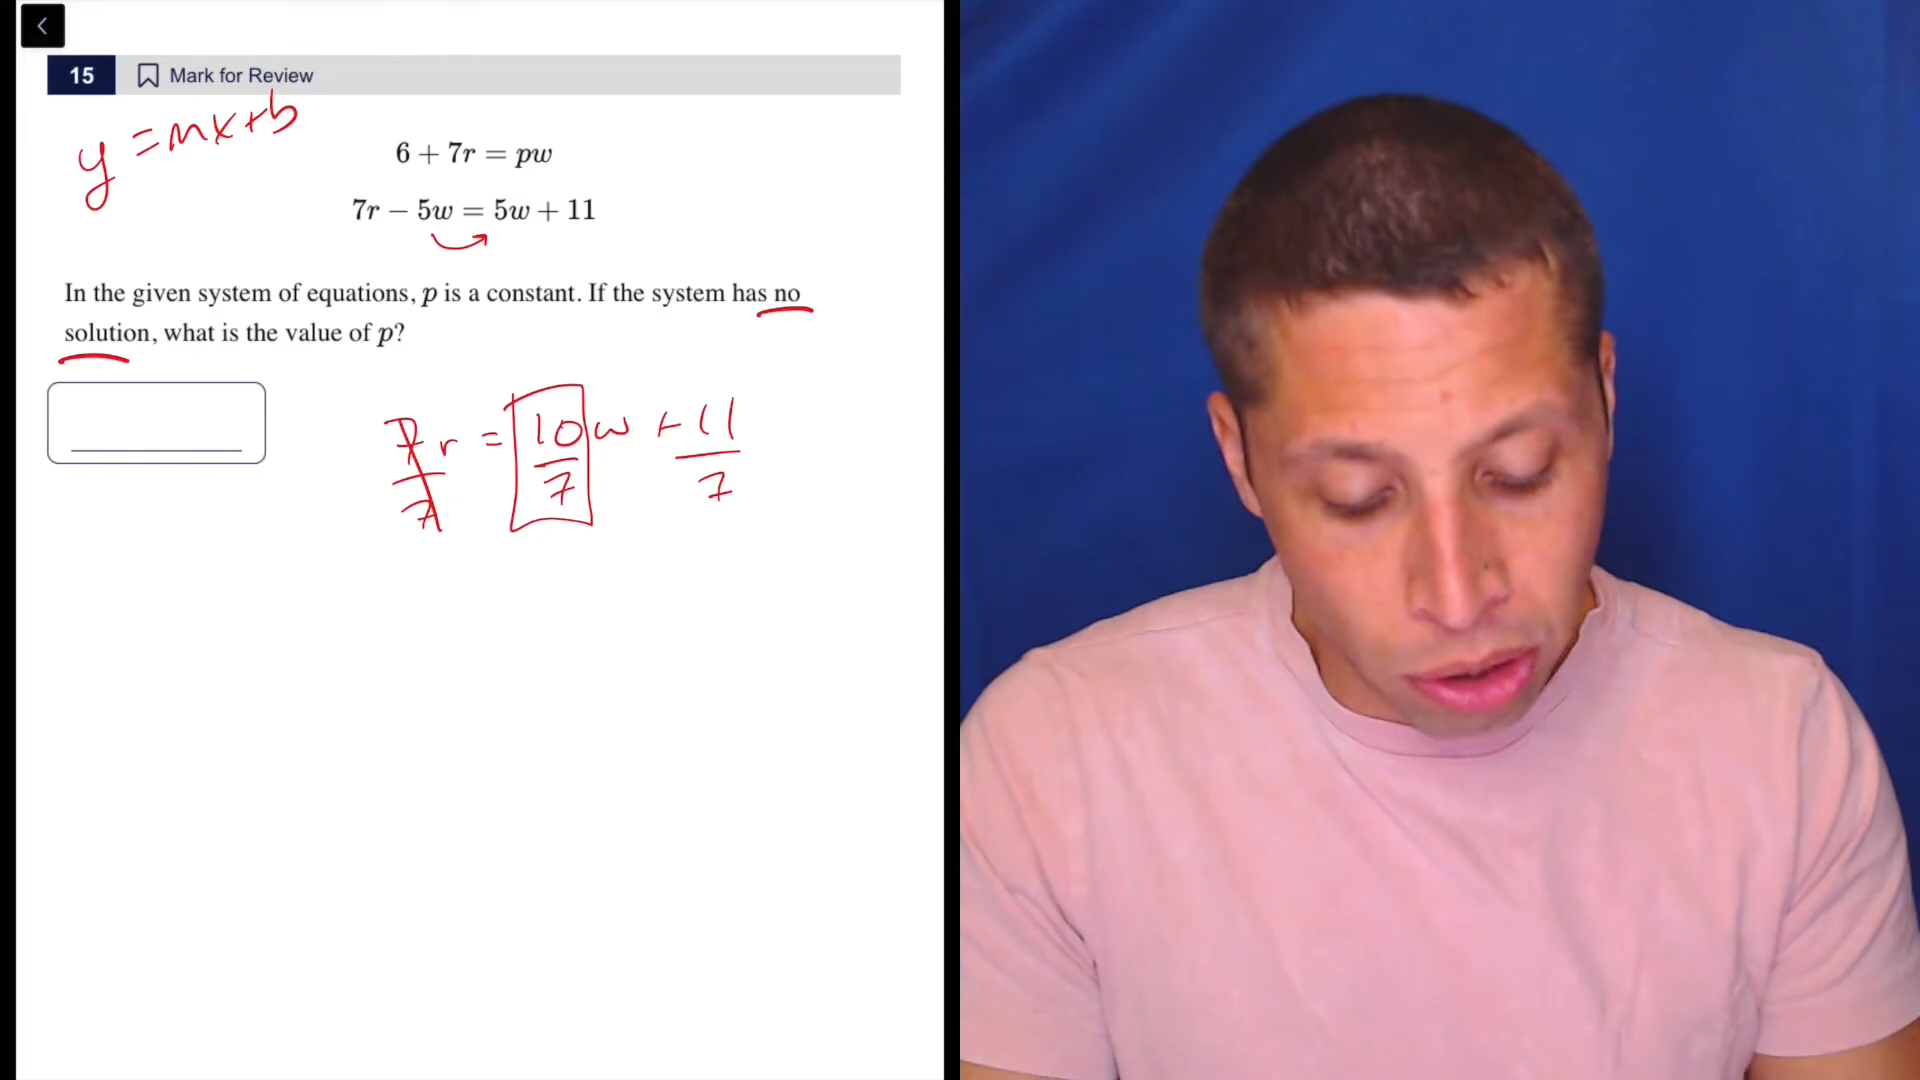 15 Mark for Review
y = mx+b
6 + 7r = pw
7r − 5w = 5w + 11
In the given system of equations, p is a constant. If the system has no
solution, what is the value of p?
7r = 10w + 11
7 7 7